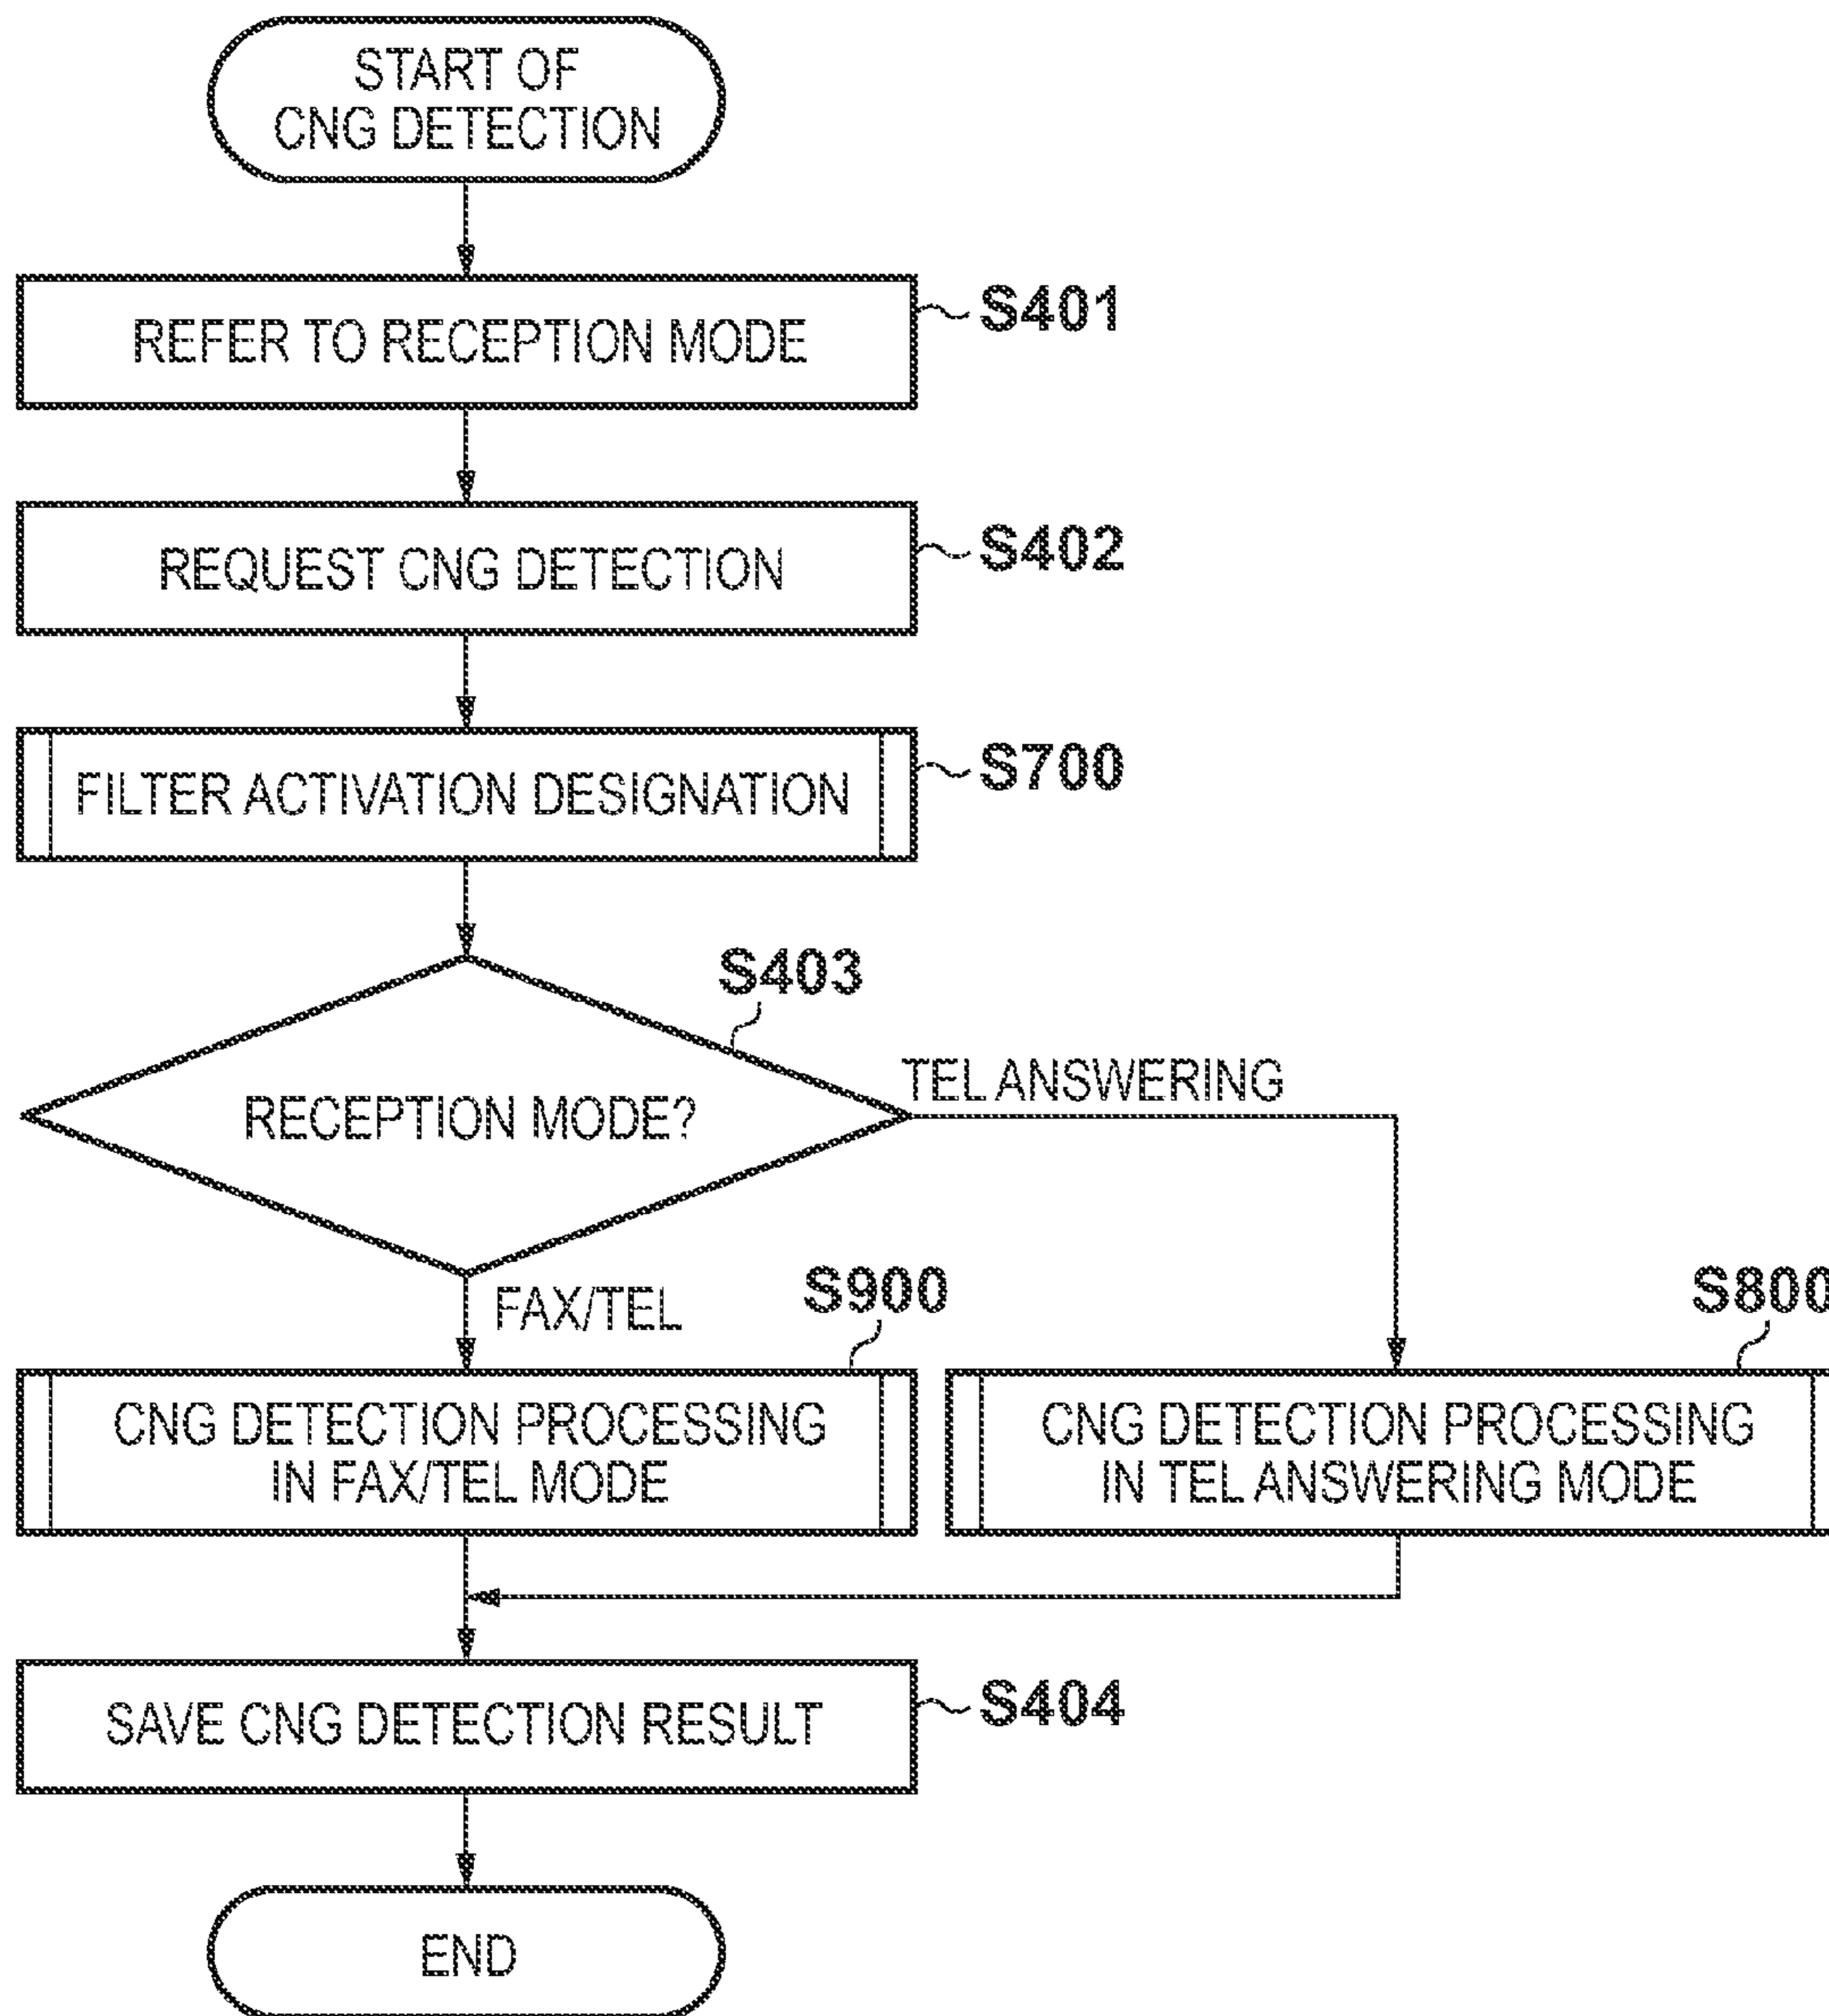 START OF
CNG DETECTION
REFER TO RECEPTION MODE
S401
REQUEST CNG DETECTION
S402
FILTER ACTIVATION DESIGNATION
S700
S403
RECEPTION MODE?
TEL ANSWERING
FAX/TEL
S900
S800
CNG DETECTION PROCESSING
IN FAX/TEL MODE
CNG DETECTION PROCESSING
IN TEL ANSWERING MODE
SAVE CNG DETECTION RESULT
S404
END